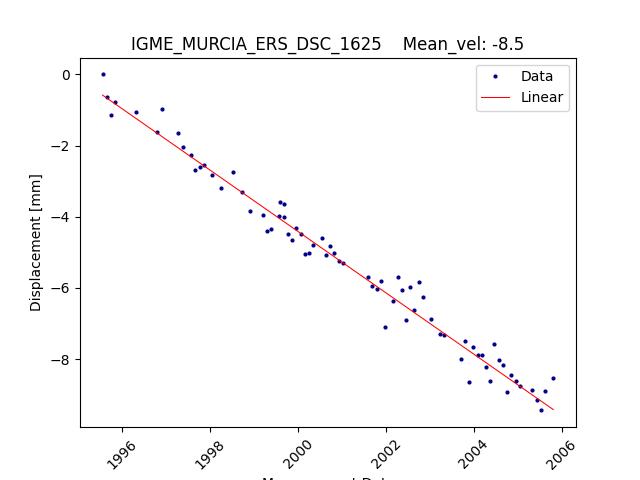 IGME_MURCIA_ERS_DSC_1625    Mean_vel: -8.5
Data
Linear
Displacement [mm]
0
−2
−4
−6
−8
1996
1998
2000
2002
2004
2006